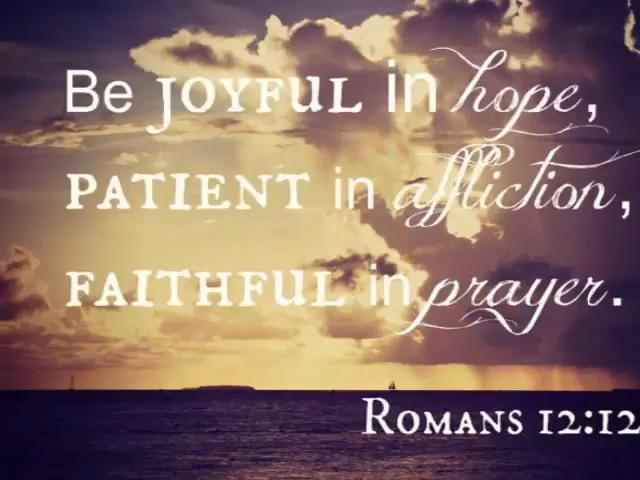 Be JOYFUL in hope,
PATIENT in affliction,
FAITHFUL in prayer.
ROMANS 12:12